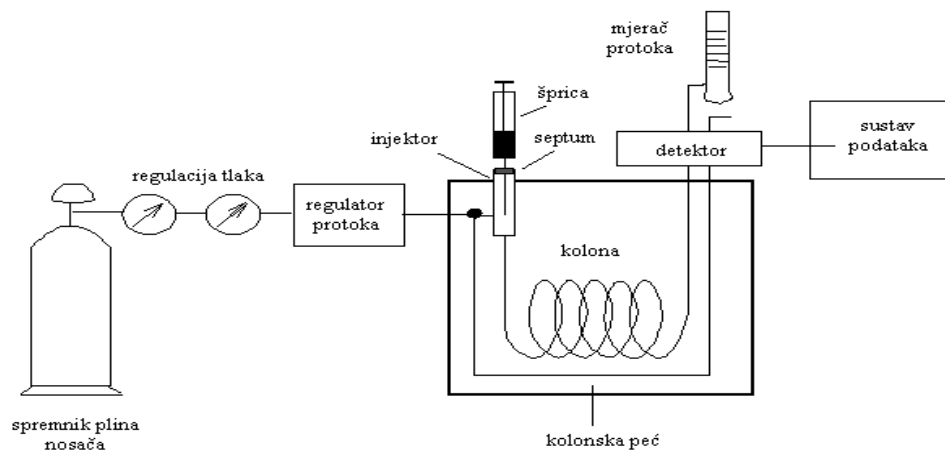 mjerač
protoka
šprica
injektor
septum
detektor
sustav
podataka
regulacija tlaka
regulator
protoka
kolona
spremnik plina
nosača
kolonska peć